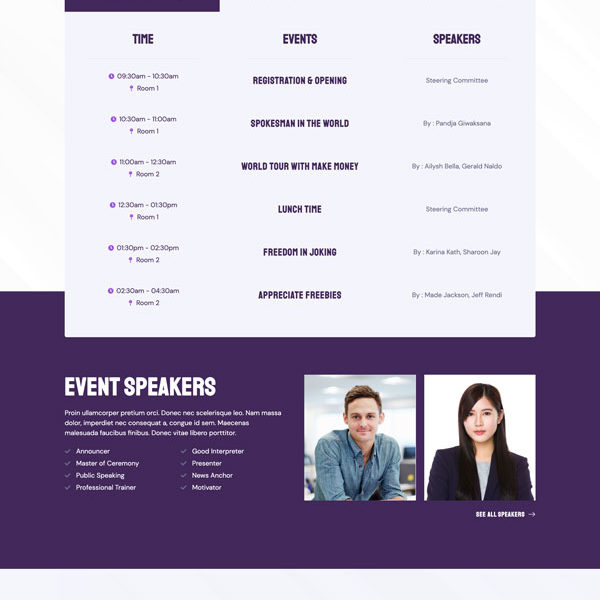 TIME
EVENTS
SPEAKERS
09:30am - 10:30am
Room 1
REGISTRATION & OPENING
Steering Committee
10:30am - 11:00am
Room 1
SPOKESMAN IN THE WORLD
By : Pandja Giwaksana
11:00am - 12:30am
Room 2
WORLD TOUR WITH MAKE MONEY
By : Ailysh Bella, Gerald Naldo
12:30am - 01:30pm
Room 1
LUNCH TIME
Steering Committee
01:30pm - 02:30pm
Room 2
FREEDOM IN JOKING
By : Karina Kath, Sharoon Jay
02:30am - 04:30am
Room 2
APPRECIATE FREEBIES
By : Made Jackson, Jeff Rendi
EVENT SPEAKERS
Proin ullamcorper pretium orci. Donec nec scelerisque leo. Nam massa
dolor, imperdiet nec consequat a, congue id sem. Maecenas
malesuada faucibus finibus. Donec vitae libero porttitor.
Announcer
Master of Ceremony
Public Speaking
Professional Trainer
Good Interpreter
Presenter
News Anchor
Motivator
SEE ALL SPEAKERS